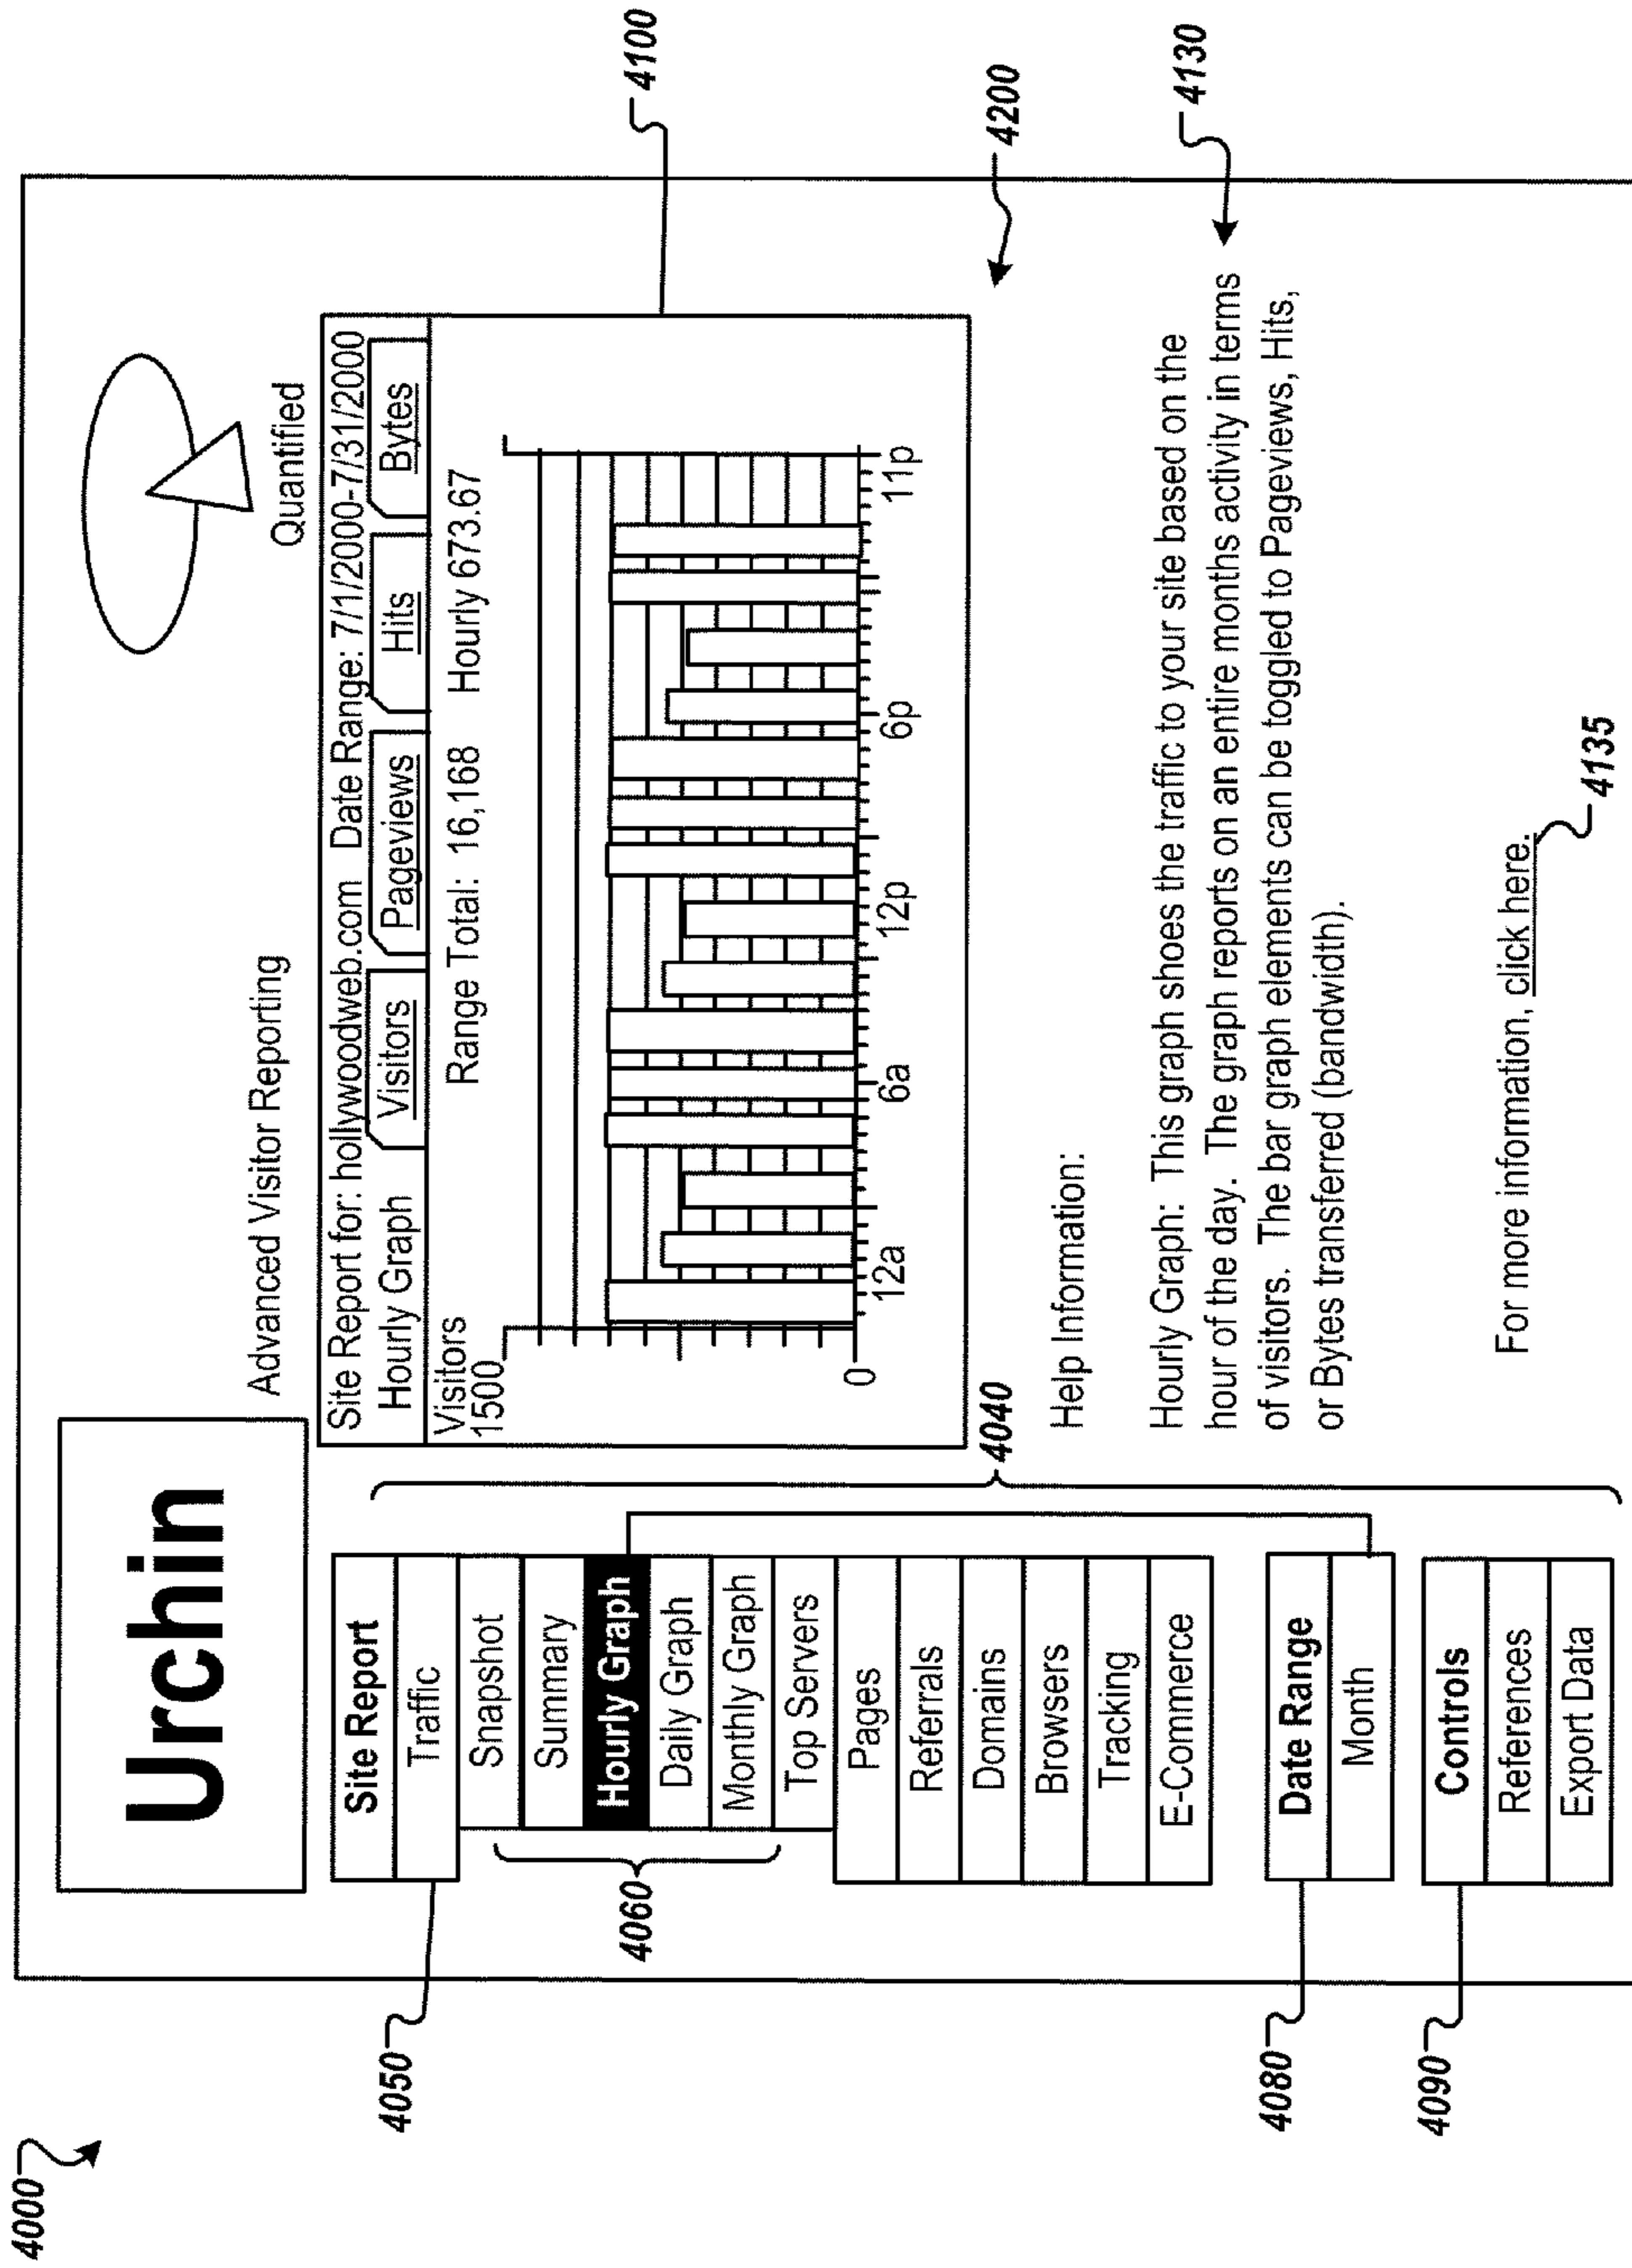 4000
Urchin
Quantified
Advanced Visitor Reporting
Site Report for: hollywoodweb.com Date Range: 7/1/2000-7/31/2000
Hourly Graph
Visitors
Pageviews
Hits
Bytes
Visitors
Range Total: 16,168 Hourly 673.67
1500
0
12a
6a
12p
6p
11p
4100
4200
Help Information:
Hourly Graph: This graph shoes the traffic to your site based on the
hour of the day. The graph reports on an entire months activity in terms
of visitors. The bar graph elements can be toggled to Pageviews, Hits,
or Bytes transferred (bandwidth).
4130
For more information, click here.
4135
4040
Site Report
Traffic
Snapshot
Summary
Hourly Graph
Daily Graph
Monthly Graph
Top Servers
Pages
Referrals
Domains
Browsers
Tracking
E-Commerce
Date Range
Month
Controls
References
Export Data
4050
4060
4080
4090